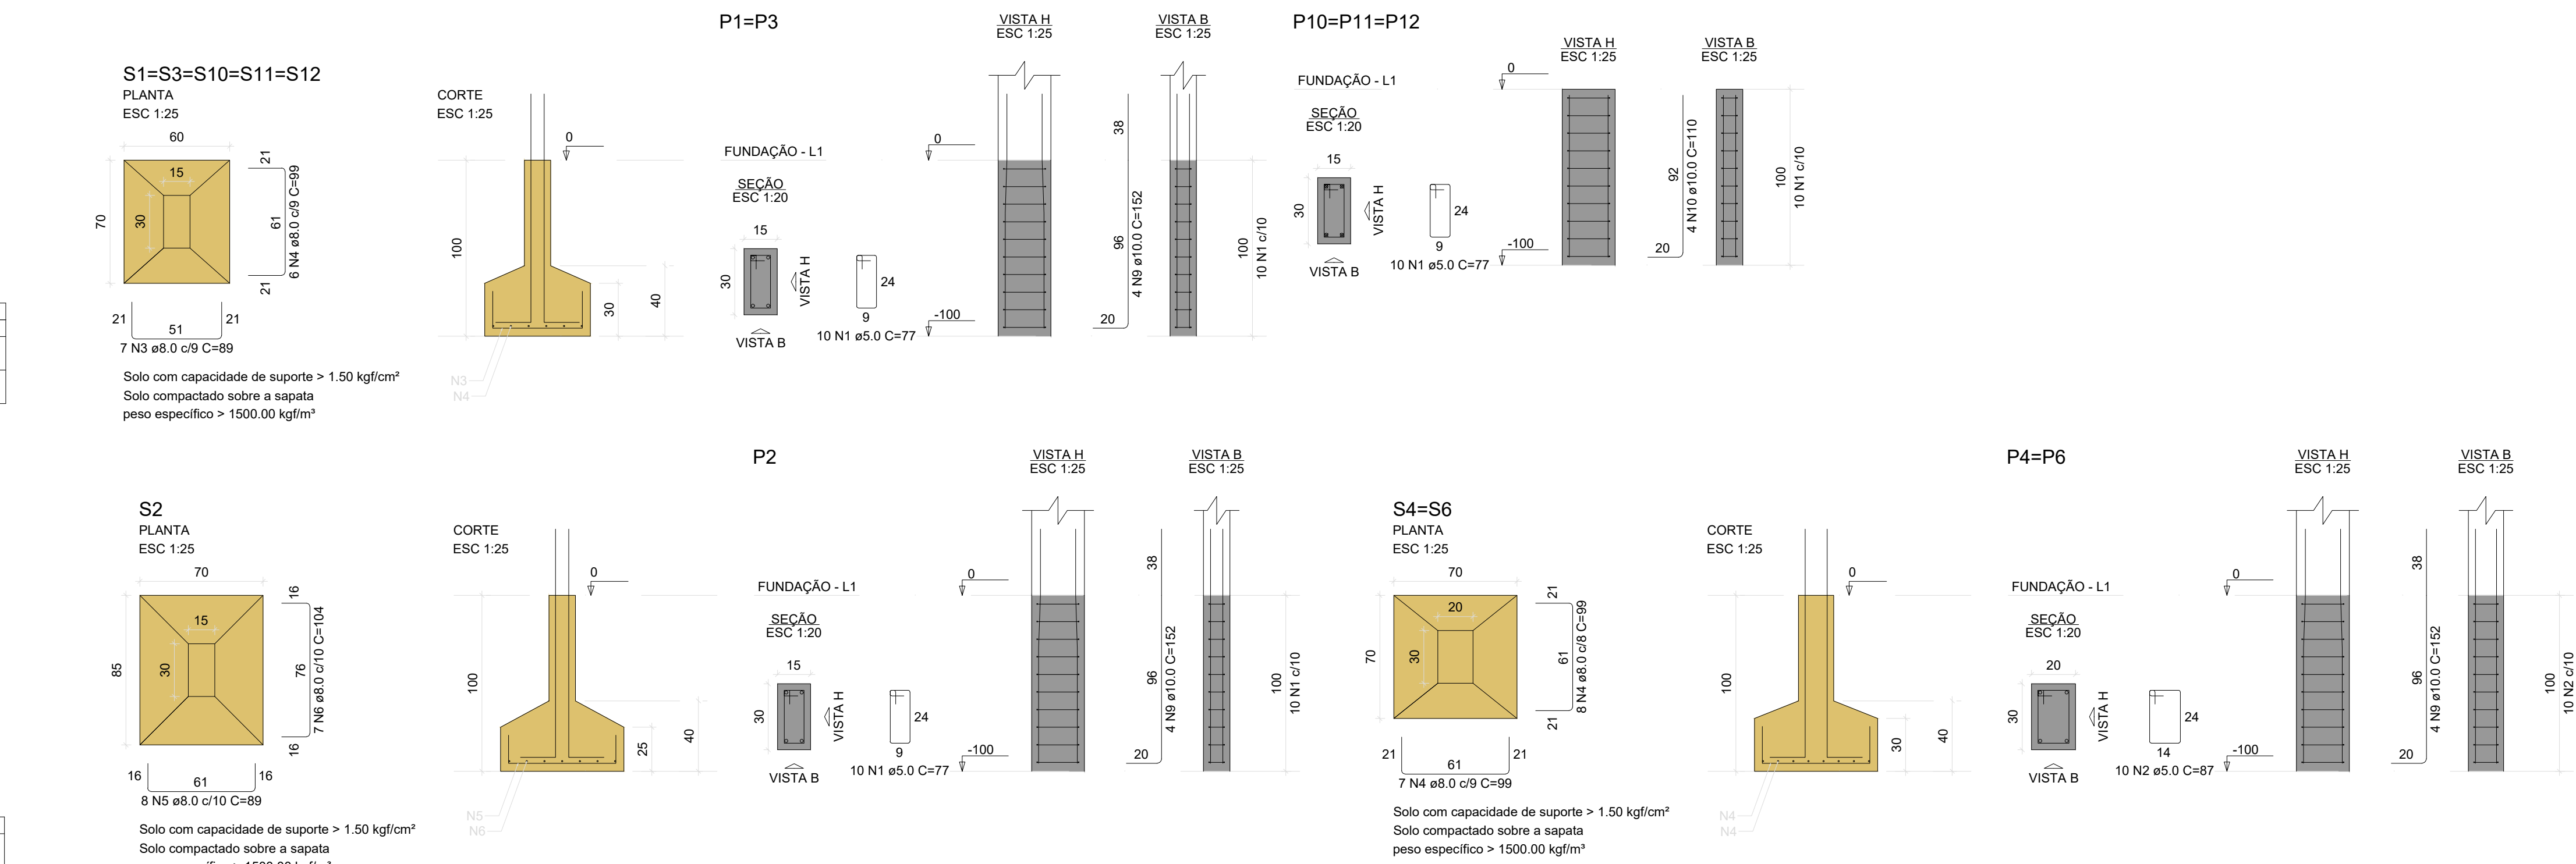 S1=S3=S10=S11=S12
PLANTA
ESC 1:25
60
15
30
70
21
61
21
6 N4 ø8.0 c/9 C=99
21
51
21
7 N3 ø8.0 c/9 C=89
Solo com capacidade de suporte > 1.50 kgf/cm²
Solo compactado sobre a sapata
peso específico > 1500.00 kgf/m³
CORTE
ESC 1:25
0
100
30
40
N3
N4
P1=P3
FUNDAÇÃO - L1
SEÇÃO
ESC 1:20
15
30
VISTA H
VISTA B
24
9
10 N1 ø5.0 C=77
VISTA H
ESC 1:25
0
-100
38
96
4 N9 ø10.0 C=152
20
VISTA B
ESC 1:25
100
10 N1 c/10
P10=P11=P12
FUNDAÇÃO - L1
SEÇÃO
ESC 1:20
15
30
VISTA H
VISTA B
24
9
10 N1 ø5.0 C=77
VISTA H
ESC 1:25
0
-100
92
4 N10 ø10.0 C=110
20
VISTA B
ESC 1:25
100
10 N1 c/10
S2
PLANTA
ESC 1:25
70
15
30
85
16
76
16
7 N6 ø8.0 c/10 C=104
16
61
16
8 N5 ø8.0 c/10 C=89
Solo com capacidade de suporte > 1.50 kgf/cm²
Solo compactado sobre a sapata
CORTE
ESC 1:25
0
100
25
40
N5
N6
P2
FUNDAÇÃO - L1
SEÇÃO
ESC 1:20
15
30
VISTA H
VISTA B
24
9
10 N1 ø5.0 C=77
VISTA H
ESC 1:25
0
-100
38
96
4 N9 ø10.0 C=152
20
VISTA B
ESC 1:25
100
10 N1 c/10
S4=S6
PLANTA
ESC 1:25
70
20
30
70
21
61
21
8 N4 ø8.0 c/8 C=99
21
61
21
7 N4 ø8.0 c/9 C=99
Solo com capacidade de suporte > 1.50 kgf/cm²
Solo compactado sobre a sapata
peso específico > 1500.00 kgf/m³
CORTE
ESC 1:25
0
100
30
40
N4
N4
P4=P6
FUNDAÇÃO - L1
SEÇÃO
ESC 1:20
20
30
VISTA H
VISTA B
24
14
10 N2 ø5.0 C=87
VISTA H
ESC 1:25
0
-100
38
96
4 N9 ø10.0 C=152
20
VISTA B
ESC 1:25
100
10 N2 c/10